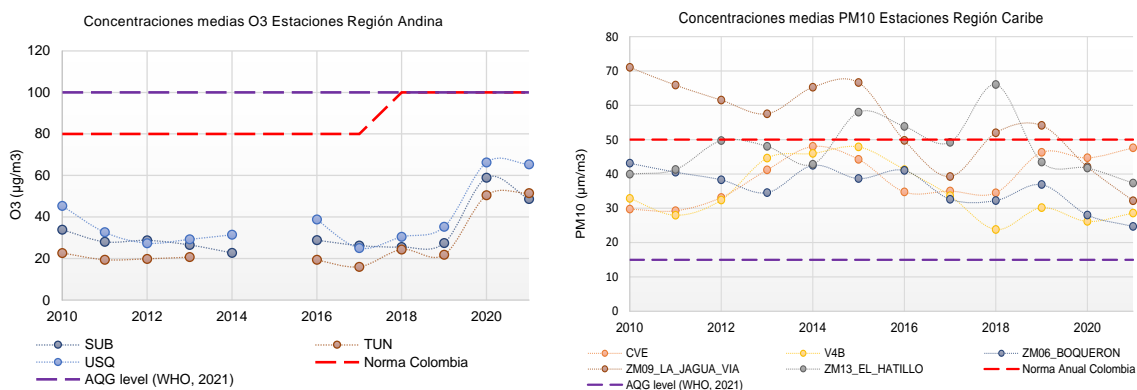 Concentraciones medias O3 Estaciones Región Andina
O3 (µg/m3)
120
100
80
60
40
20
0
2010 2012 2014 2016 2018 2020
SUB TUN
USQ Norma Colombia
AQG level (WHO, 2021)
Concentraciones medias PM10 Estaciones Región Caribe
PM10 (µm/m3)
80
70
60
50
40
30
20
10
0
2010 2012 2014 2016 2018 2020
CVE V4B ZM06_BOQUERON
ZM09_LA_JAGUA_VIA ZM13_EL_HATILLO Norma Anual Colombia
AQG level (WHO, 2021)